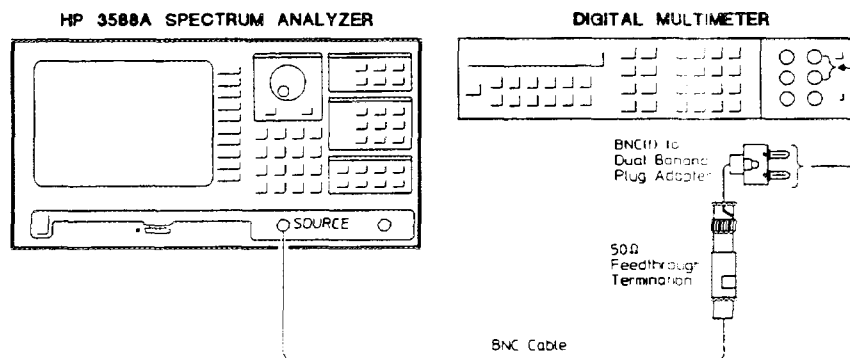 HP 3588A SPECTRUM ANALYZER
DIGITAL MULTIMETER
SOURCE
BNC(f) to
Dual Banana
Plug Adapter
50Ω
Feedthrough
Termination
BNC Cable